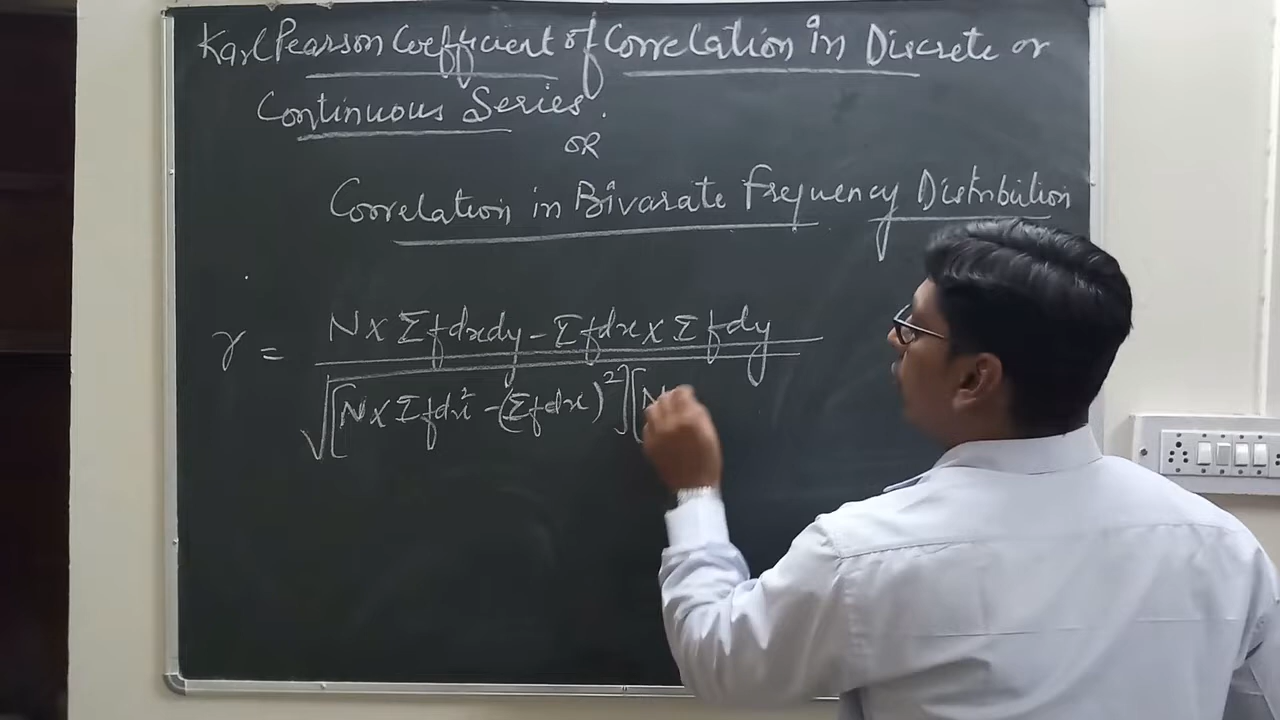 Karl Pearson Coefficient of Correlation in Discrete or
Continuous Series.
OR
Correlation in Bivarate Frequency Distribution
r = N × Σfdxdy - Σfdx × Σfdy
√[N × Σfdx² - (Σfdx)²][N